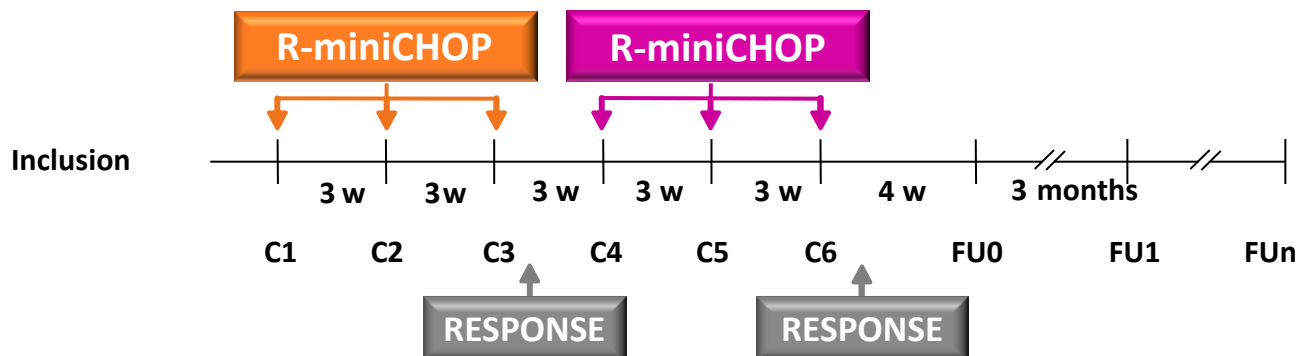 R-miniCHOP R-miniCHOP
Inclusion
3 w 3 w 3 w 3 w 3 w 4 w 3 months
C1 C2 C3 C4 C5 C6 FU0 FU1 FUn
RESPONSE RESPONSE